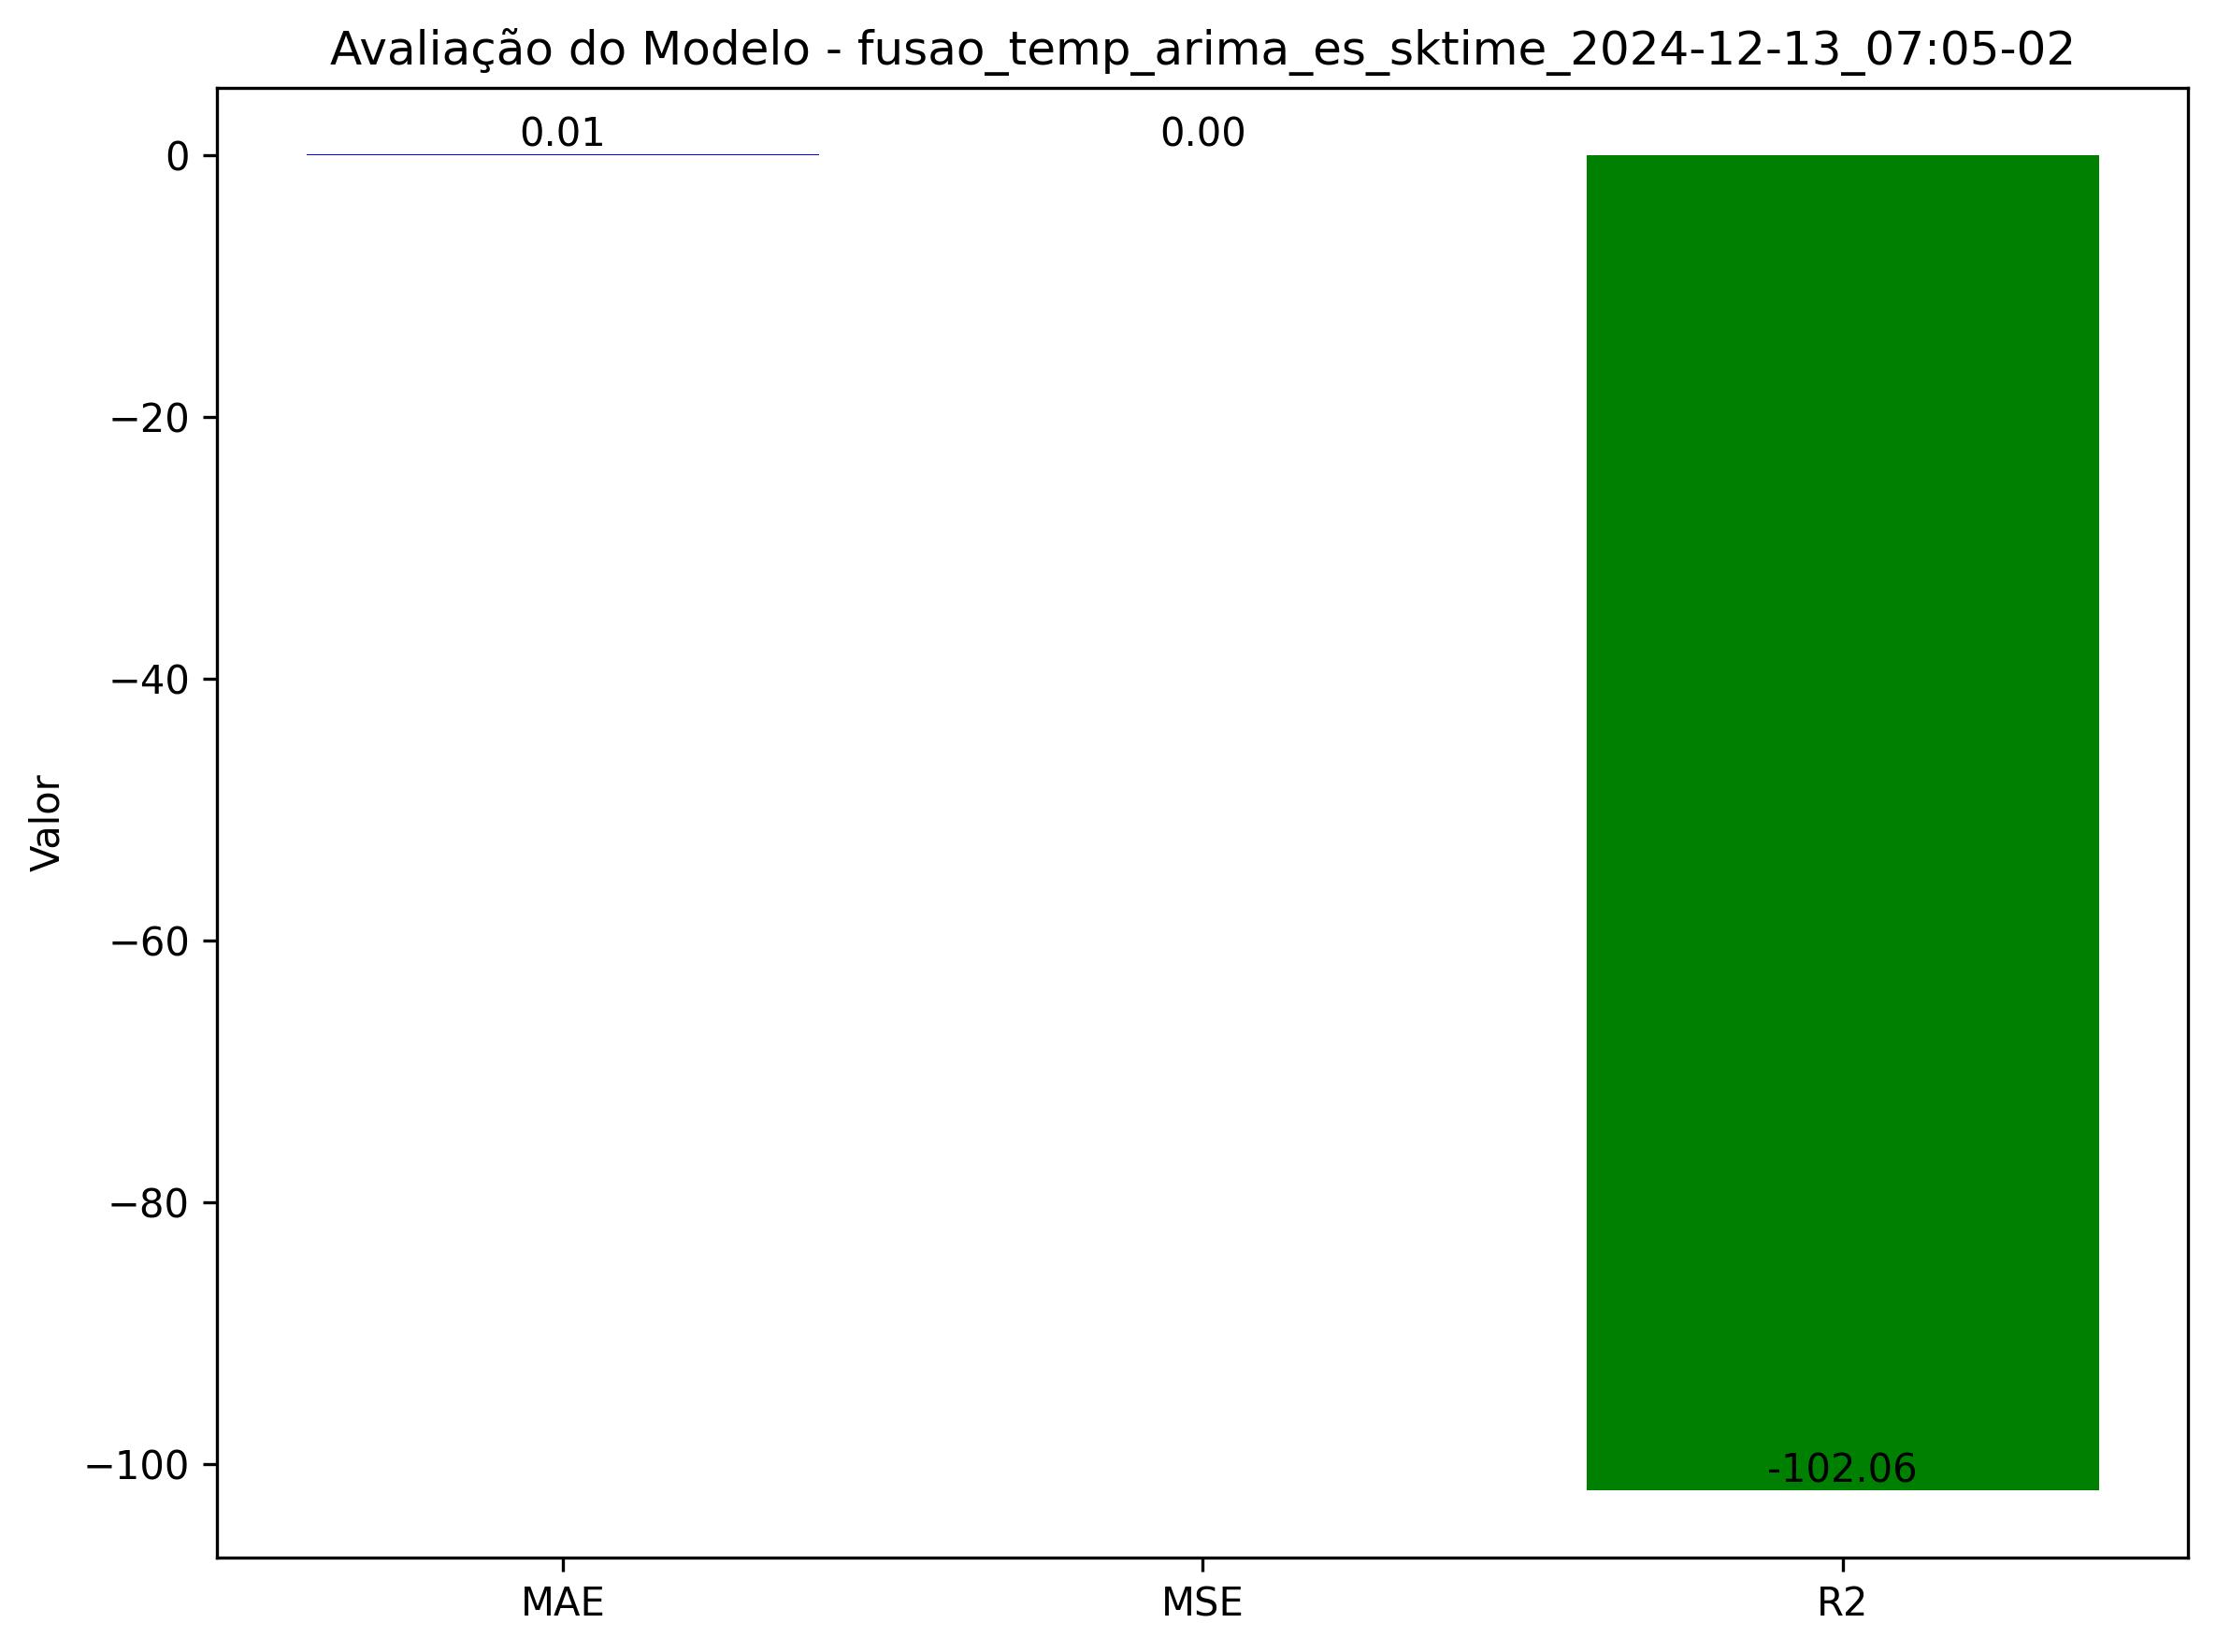 Avaliação do Modelo - fusao_temp_arima_es_sktime_2024-12-13_07:05-02
0.01
0.00
0
−20
−40
−60
−80
−100
Valor
-102.06
MAE
MSE
R2